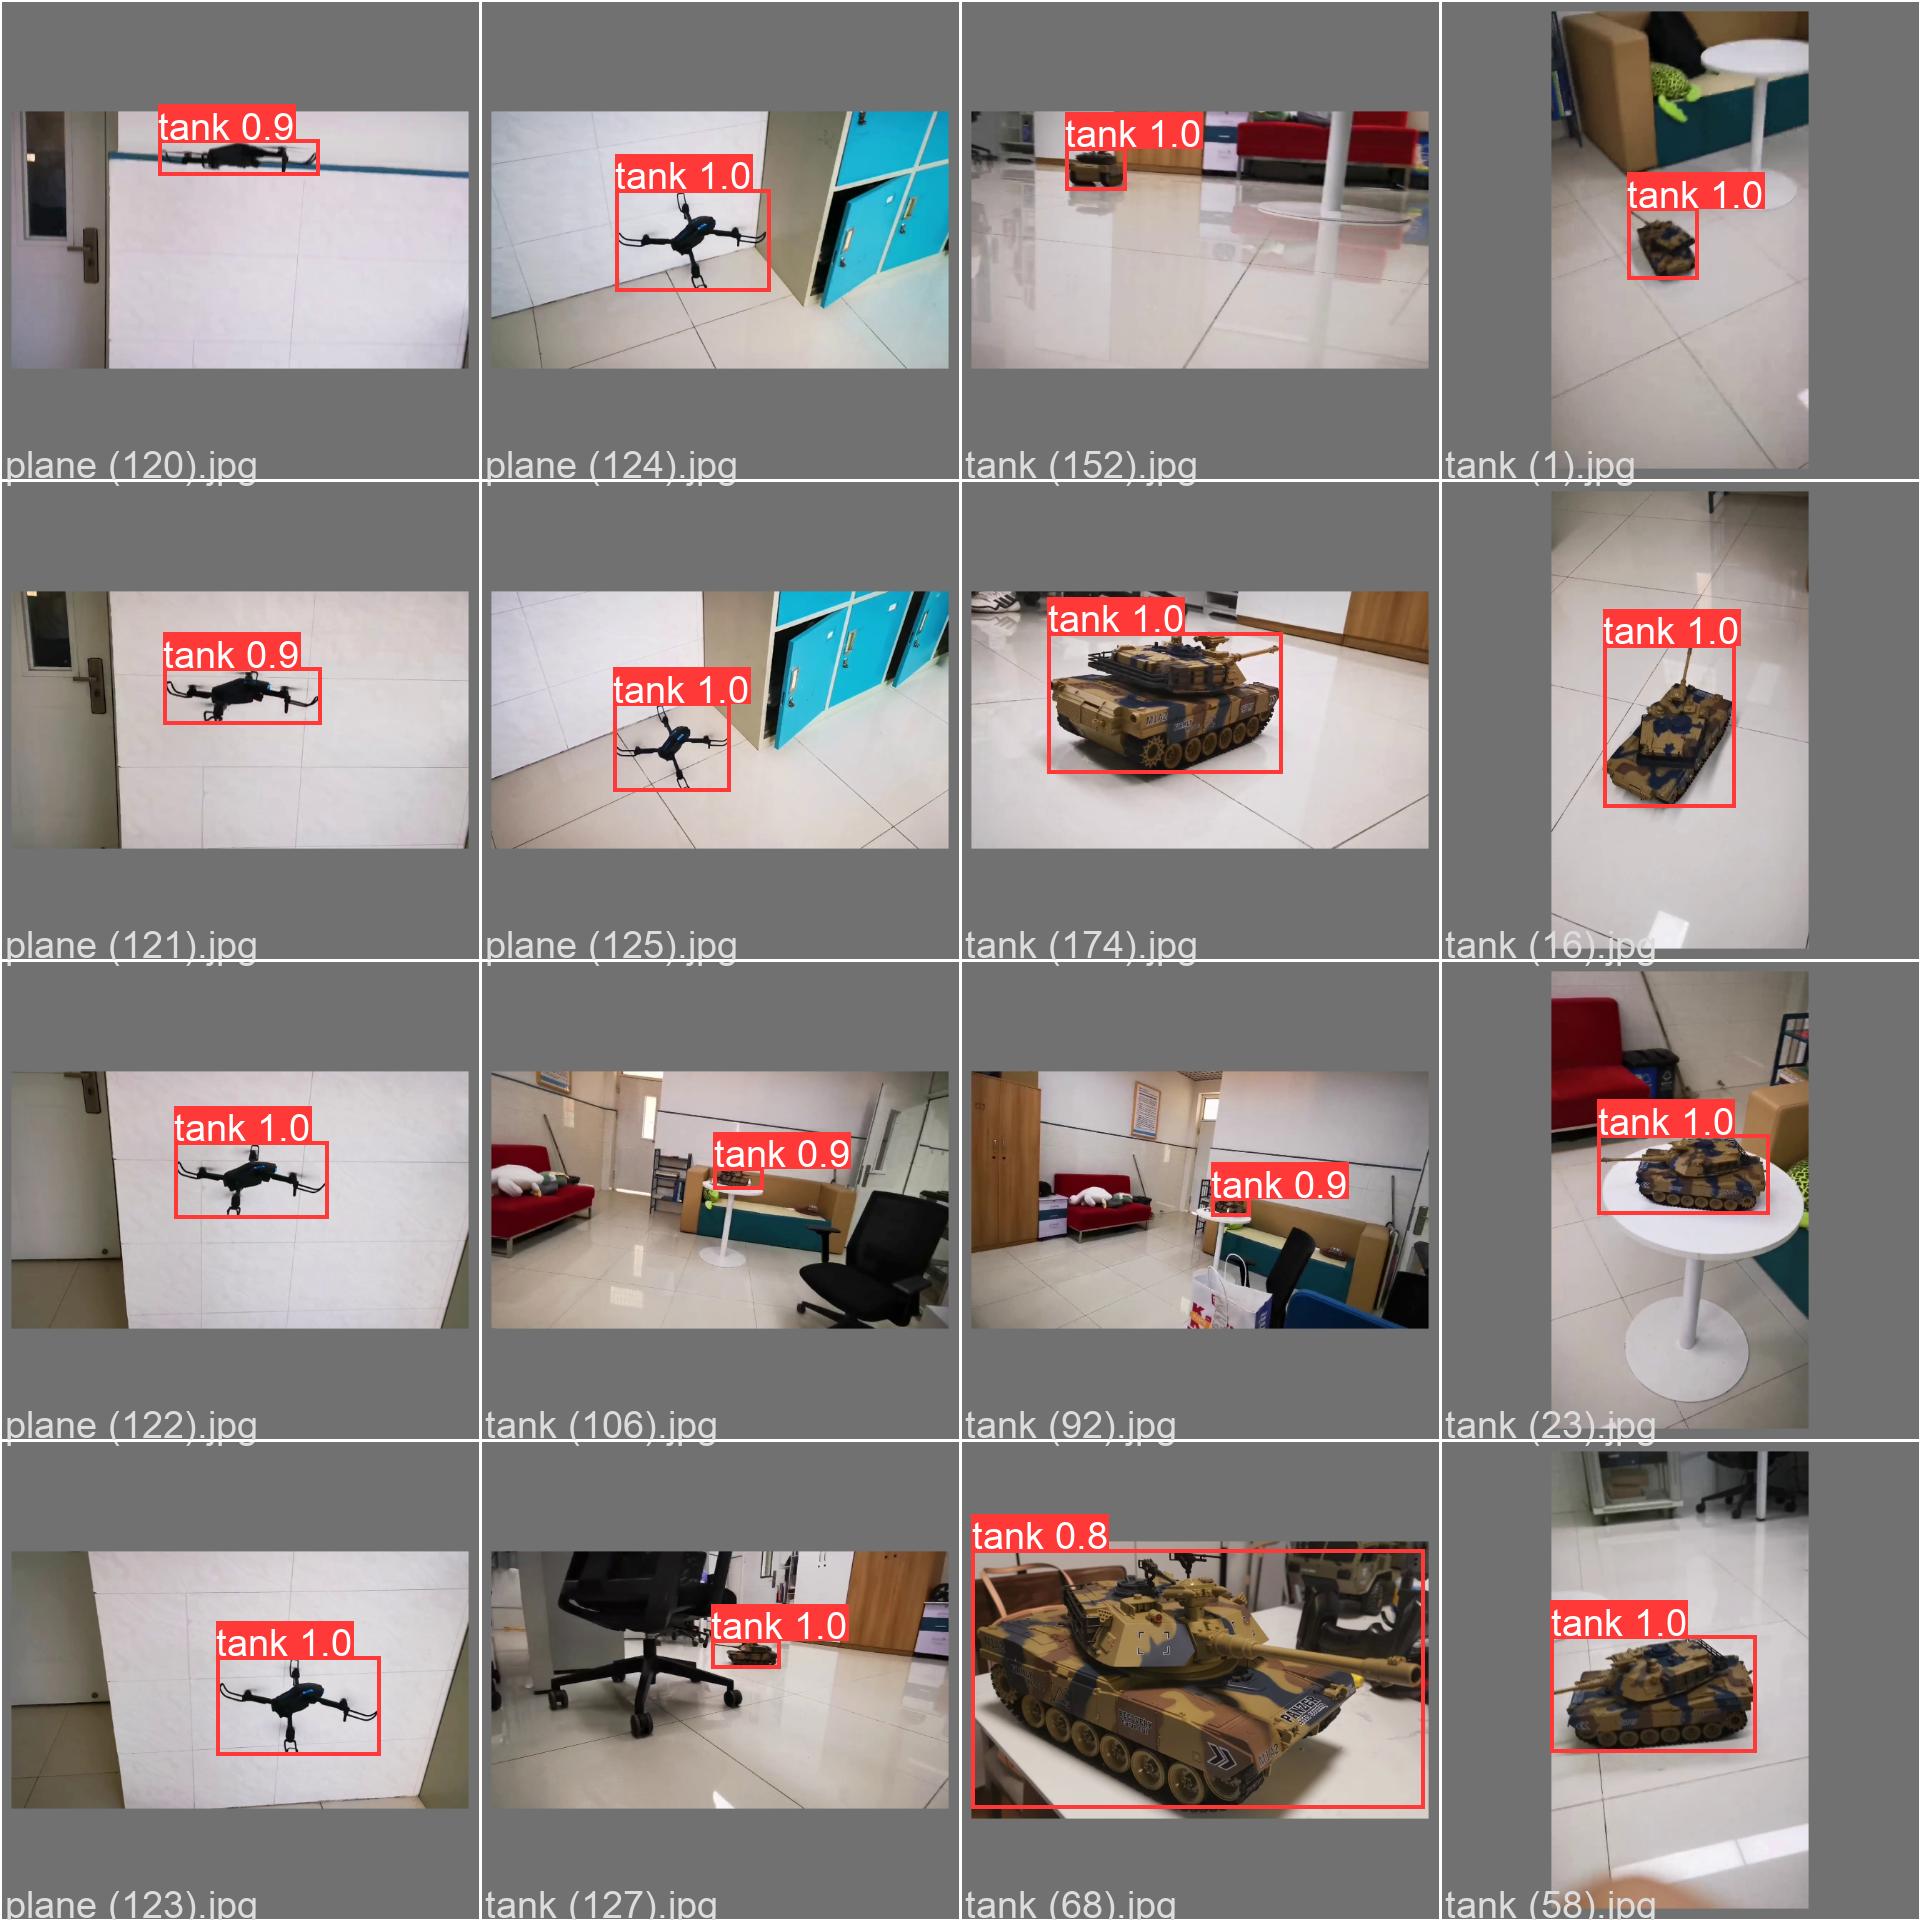 tank 0.9
plane (120).jpg
tank 1.0
plane (124).jpg
tank 1.0
tank (152).jpg
tank 1.0
tank (1).jpg
tank 0.9
plane (121).jpg
tank 1.0
plane (125).jpg
tank 1.0
tank (174).jpg
tank 1.0
tank (16).jpg
tank 1.0
plane (122).jpg
tank 0.9
tank (106).jpg
tank 0.9
tank (92).jpg
tank 1.0
tank (23).jpg
tank 1.0
plane (123).jpg
tank 1.0
tank (127).jpg
tank 0.8
PANZER
tank (68).jpg
tank 1.0
tank (58).jpg